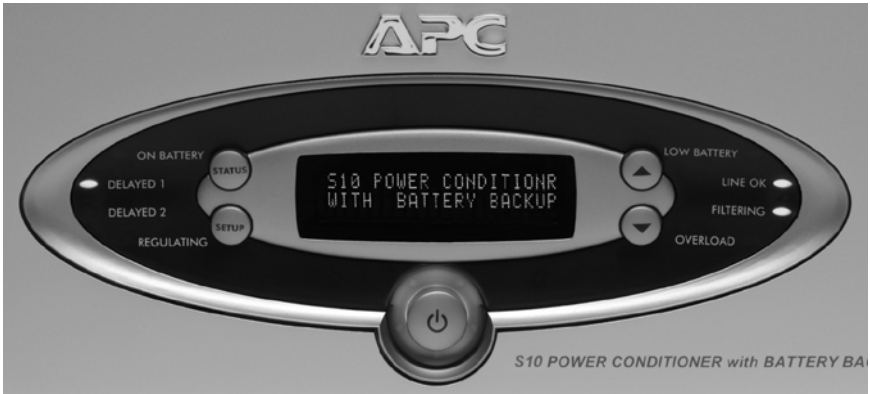 APC
ON BATTERY
DELAYED 1
DELAYED 2
REGULATING
STATUS
SETUP
S10 POWER CONDITIONR
WITH BATTERY BACKUP
LOW BATTERY
LINE OK
FILTERING
OVERLOAD
S10 POWER CONDITIONER with BATTERY BA